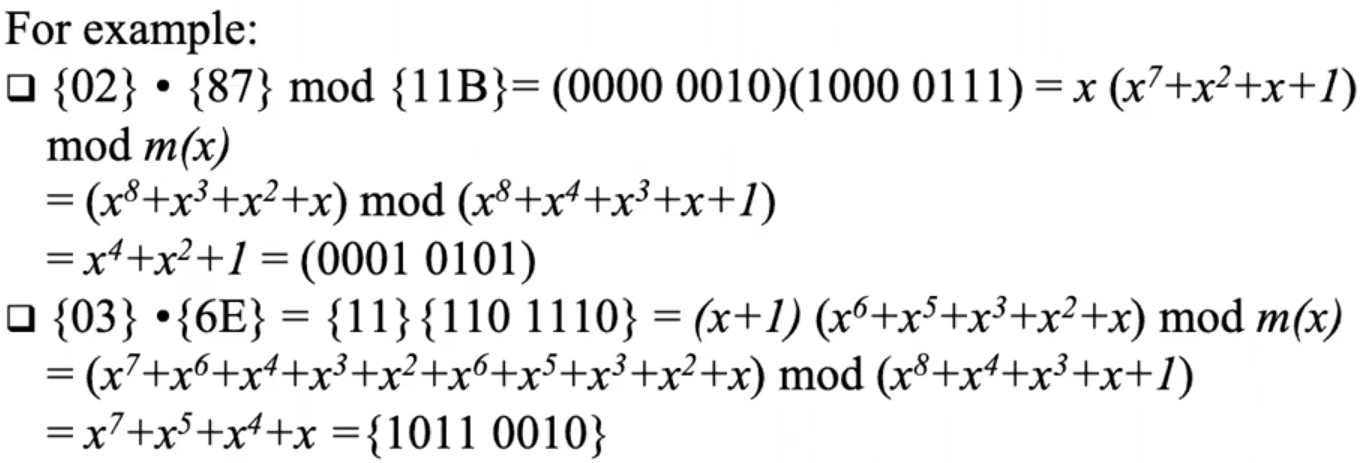 For example:
❑ {02} • {87} mod {11B}= (0000 0010)(1000 0111) = x (x⁷+x²+x+1)
mod m(x)
= (x⁸+x³+x²+x) mod (x⁸+x⁴+x³+x+1)
= x⁴+x²+1 = (0001 0101)
❑ {03} •{6E} = {11}{110 1110} = (x+1) (x⁶+x⁵+x³+x²+x) mod m(x)
= (x⁷+x⁶+x⁴+x³+x²+x⁶+x⁵+x³+x²+x) mod (x⁸+x⁴+x³+x+1)
= x⁷+x⁵+x⁴+x ={1011 0010}